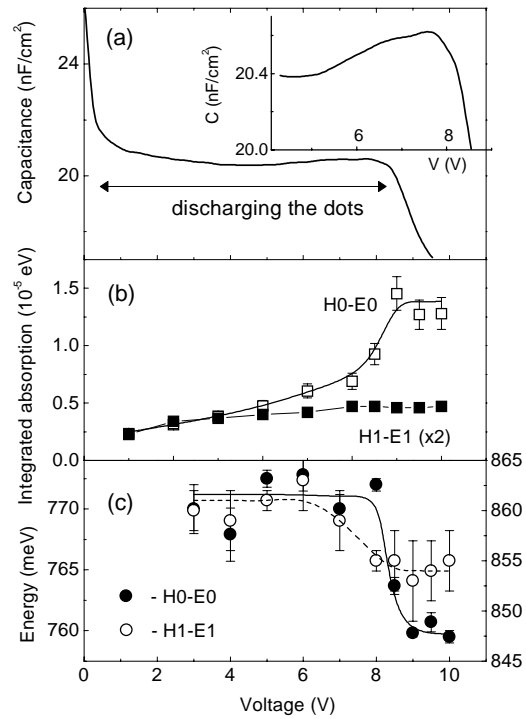 (a)
26
24
20
Capacitance (nF/cm²)
C (nF/cm²)
20.4
20.0
6
8
V (V)
discharging the dots
(b)
Integrated absorption (10⁻⁵ eV)
1.5
1.0
0.5
0.0
H0-E0
H1-E1 (x2)
(c)
Energy (meV)
770
765
760
865
860
855
850
845
- H0-E0
- H1-E1
0
2
4
6
8
10
Voltage (V)